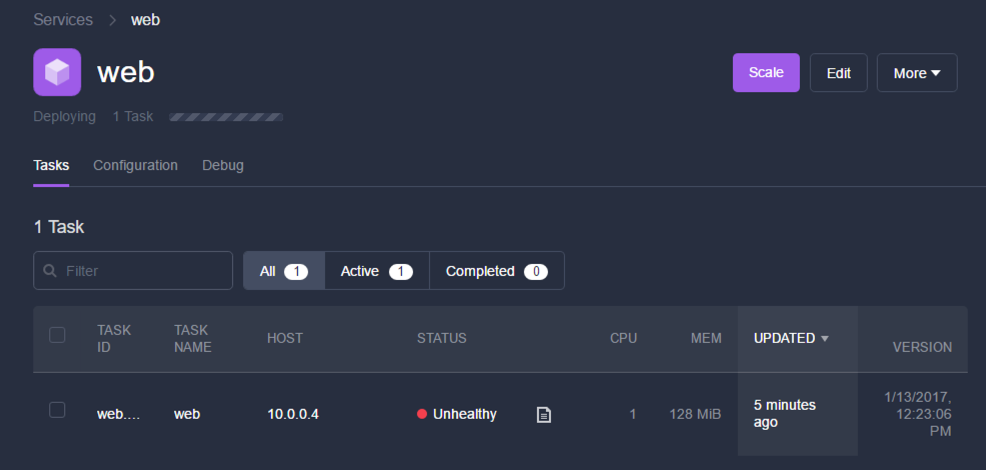 Services > web
web
Scale
Edit
More
Deploying 1 Task
Tasks Configuration Debug
1 Task
Filter
All 1
Active 1
Completed 0
TASK ID
TASK NAME
HOST
STATUS
CPU
MEM
UPDATED
VERSION
web....
web
10.0.0.4
Unhealthy
1
128 MiB
5 minutes
ago
1/13/2017,
12:23:06
PM